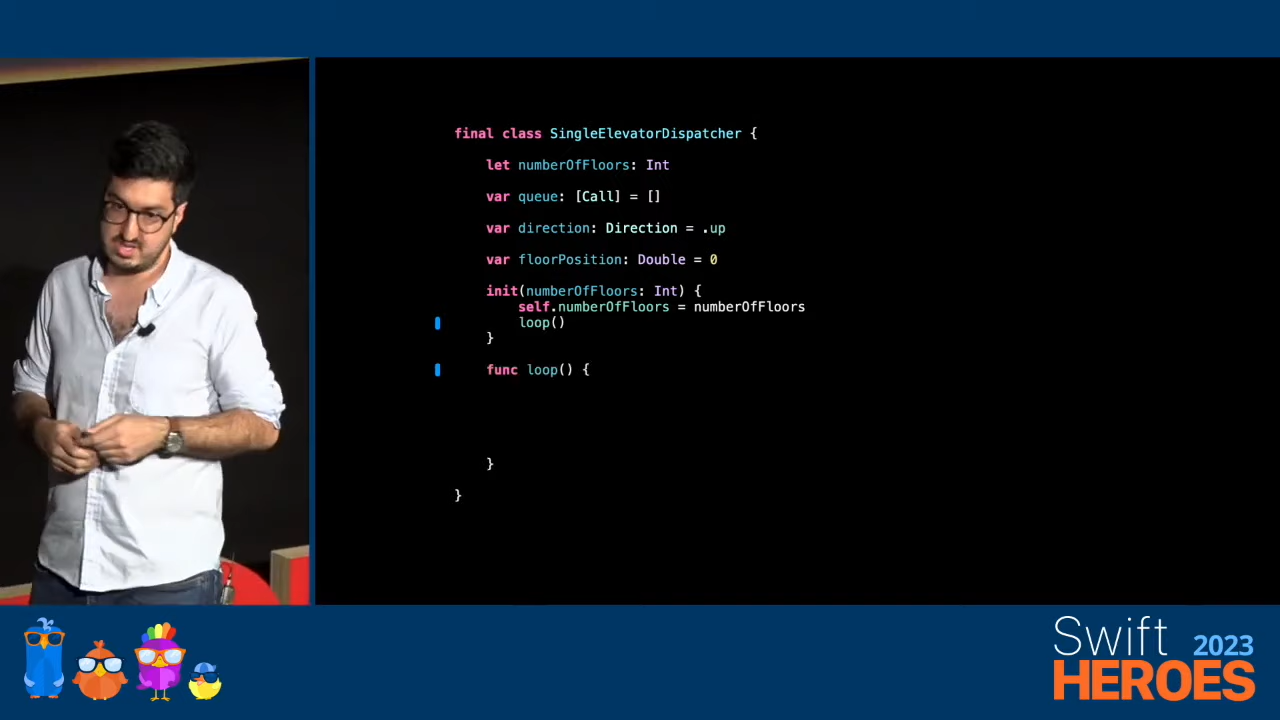 final class SingleElevatorDispatcher {
let numberOfFloors: Int
var queue: [Call] = []
var direction: Direction = .up
var floorPosition: Double = 0
init(numberOfFloors: Int) {
self.numberOfFloors = numberOfFloors
loop()
}
func loop() {
}
}
Swift 2023
HEROES